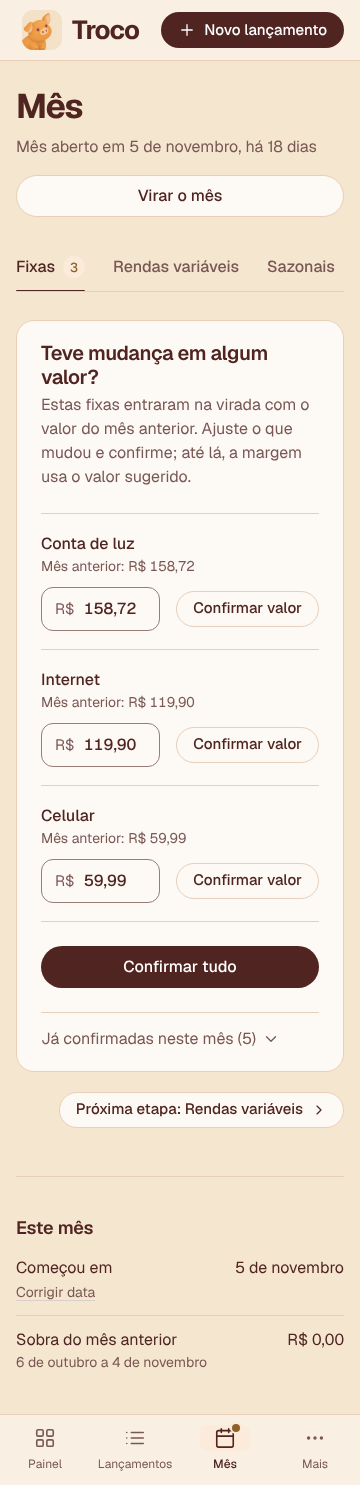 Troco
+ Novo lançamento
Mês
Mês aberto em 5 de novembro, há 18 dias
Virar o mês
Fixas 3 Rendas variáveis Sazonais
Teve mudança em algum
valor?
Estas fixas entraram na virada com o
valor do mês anterior. Ajuste o que
mudou e confirme; até lá, a margem
usa o valor sugerido.
Conta de luz
Mês anterior: R$ 158,72
R$ 158,72 Confirmar valor
Internet
Mês anterior: R$ 119,90
R$ 119,90 Confirmar valor
Celular
Mês anterior: R$ 59,99
R$ 59,99 Confirmar valor
Confirmar tudo
Já confirmadas neste mês (5)
Próxima etapa: Rendas variáveis
Este mês
Começou em 5 de novembro
Corrigir data
Sobra do mês anterior R$ 0,00
6 de outubro a 4 de novembro
Painel Lançamentos Mês Mais